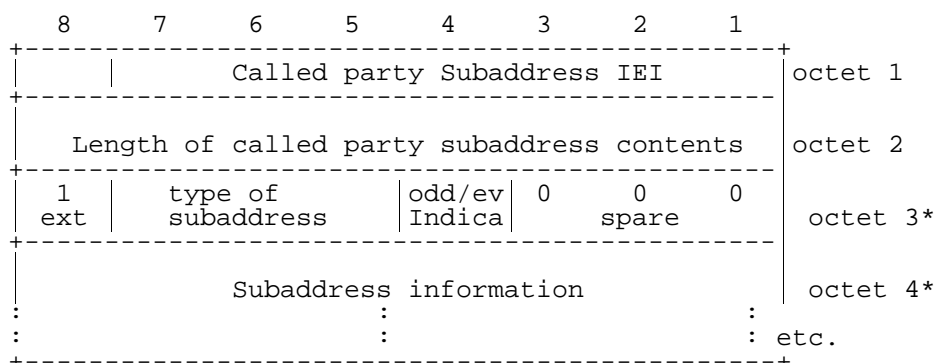 8 7 6 5 4 3 2 1
Called party Subaddress IEI octet 1
Length of called party subaddress contents octet 2
1 type of odd/ev 0 0 0
ext subaddress Indica spare octet 3*
Subaddress information octet 4*
: : :
: : : etc.